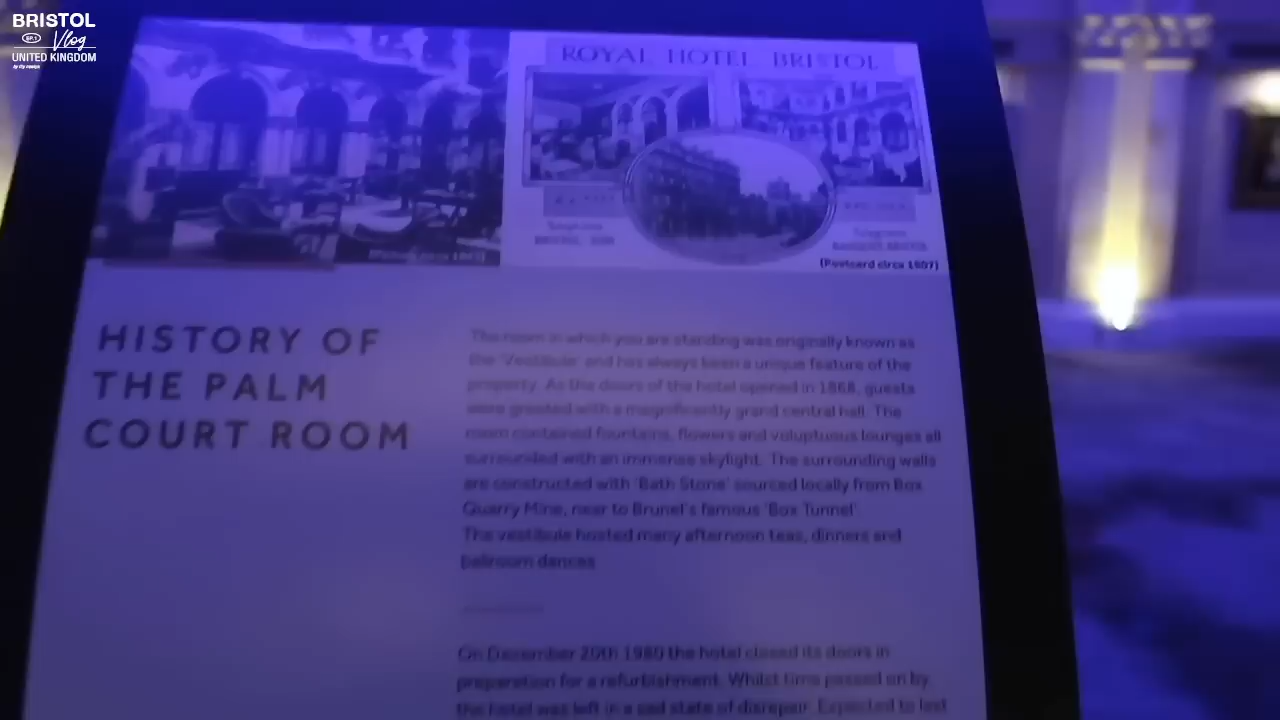 BRISTOL
EP.1 Vlog
UNITED KINGDOM
ROYAL HOTEL BRISTOL
BRISTOL
(Postcard circa 1907)
HISTORY OF
THE PALM
COURT ROOM
The room in which you are standing was originally known as
the 'Vestibule' and has always been a unique feature of the
property. As the doors of the hotel opened in 1868, guests
were greeted with a magnificently grand central hall. The
room contained fountains, flowers and voluptuous lounges all
surrounded with an immense skylight. The surrounding walls
are constructed with 'Bath Stone' sourced locally from Box
Quarry Mine, near to Brunel's famous 'Box Tunnel'
The vestibule hosted many afternoon teas, dinners and
ballroom dances
On December 20th 1980 the hotel closed its doors in
preparation for a refurbishment. Whilst time passed on by
the hotel was left in a sad state of disrepair. Expected to last